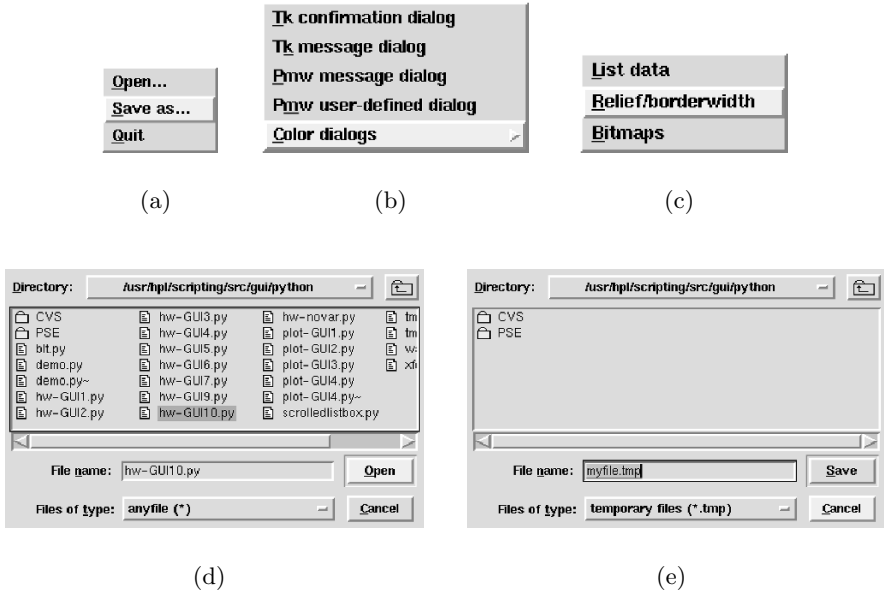 Open...
Save as...
Quit
(a)
Tk confirmation dialog
Tk message dialog
Pmw message dialog
Pmw user-defined dialog
Color dialogs
(b)
List data
Relief/borderwidth
Bitmaps
(c)
Directory: /usr/hpl/scripting/src/gui/python
CVS hw-GUI3.py hw-novar.py tm
PSE hw-GUI4.py plot-GUI1.py tm
blt.py hw-GUI5.py plot-GUI2.py
demo.py hw-GUI6.py plot-GUI3.py
demo.py~ hw-GUI7.py plot-GUI4.py
hw-GUI1.py hw-GUI9.py plot-GUI4.py~
hw-GUI2.py hw-GUI10.py scrolledlistbox.py
File name: hw-GUI10.py Open
Files of type: anyfile (*) Cancel
(d)
Directory: /usr/hpl/scripting/src/gui/python
CVS
PSE
File name: myfile.tmp Save
Files of type: temporary files (*.tmp) Cancel
(e)